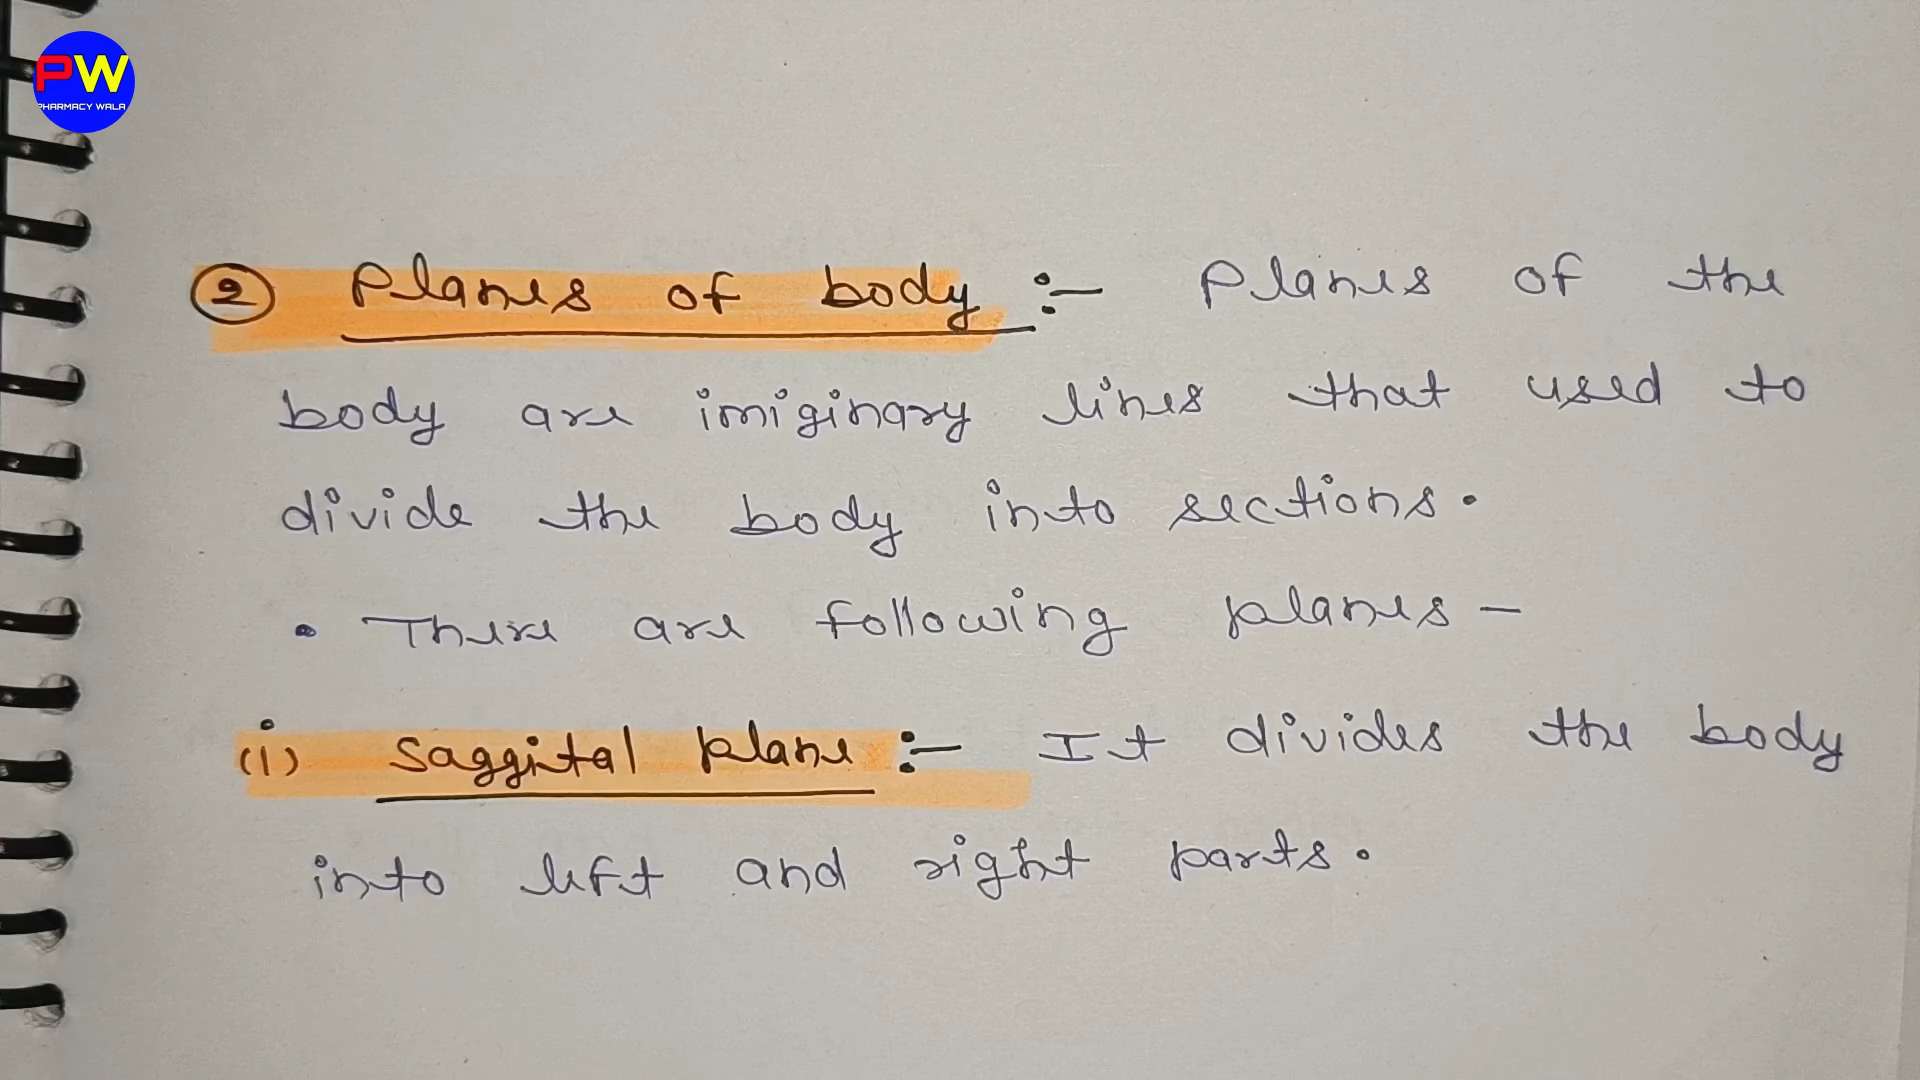 PW
PHARMACY WALA
② Planes of body :- Planes of the
body are imiginary lines that used to
divide the body into sections.
• There are following planes -
(i) Saggital plane :- It divides the body
into left and right parts.